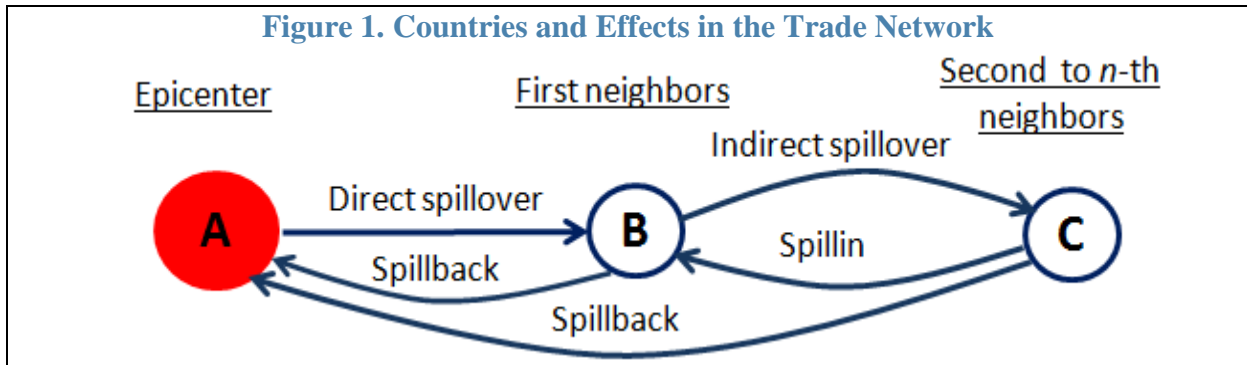 Figure 1. Countries and Effects in the Trade Network
Epicenter
First neighbors
Second to n-th
neighbors
Indirect spillover
Direct spillover
A
B
C
Spillin
Spillback
Spillback